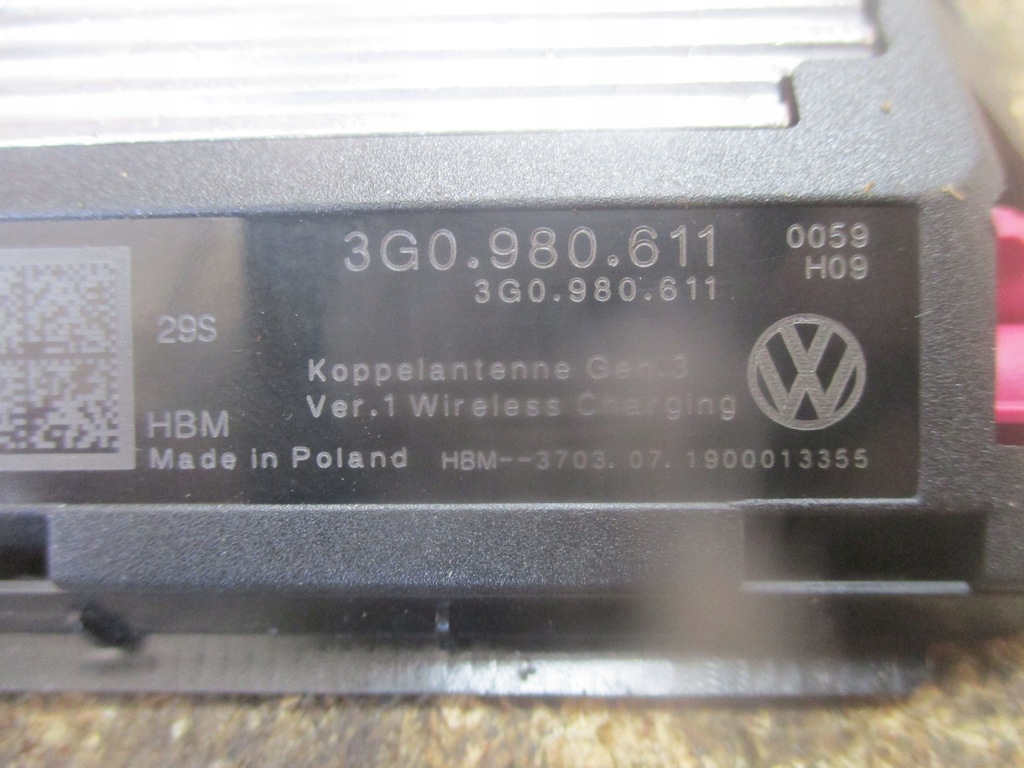 3G0.980.611 0059
3G0.980.611 H09
29S
Koppelantenne Gen.3
Ver.1 Wireless Charging
HBM
Made in Poland HBM--3703.07.1900013355